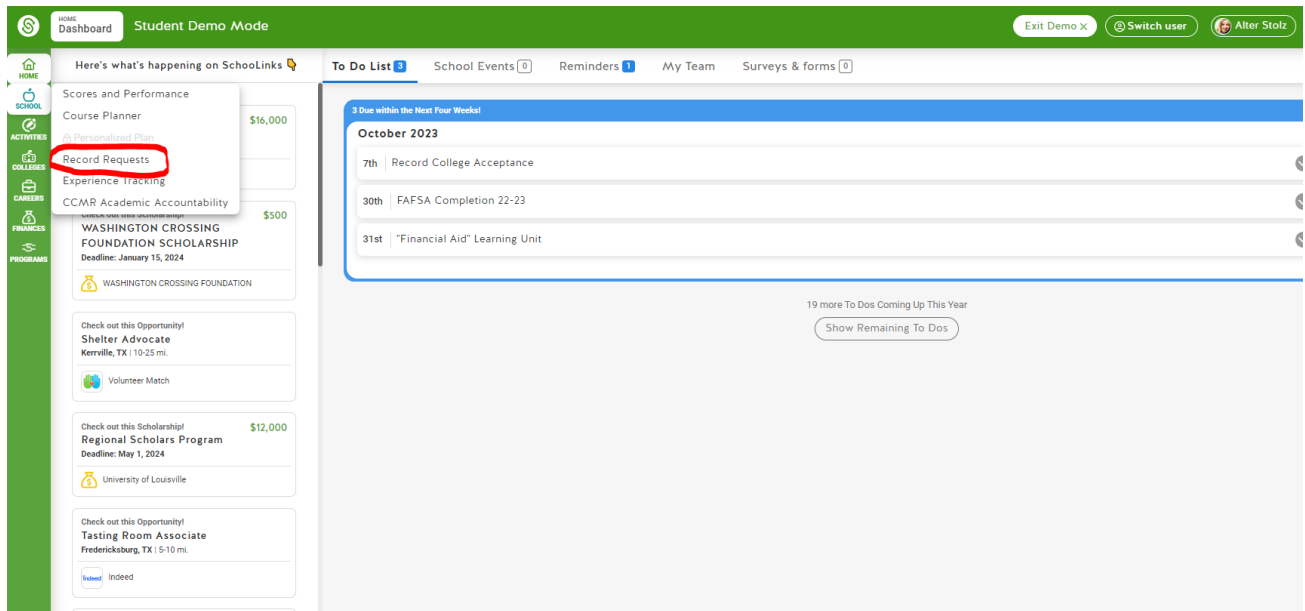 HOME
Dashboard
Student Demo Mode
Exit Demo ×
Switch user
Alter Stolz
HOME
SCHOOL
ACTIVITIES
COLLEGES
CAREERS
FINANCES
PROGRAMS
Here's what's happening on SchooLinks
Scores and Performance
Course Planner
Personalized Plan
Record Requests
Experience Tracking
CCMR Academic Accountability
$16,000
Check out this Scholarship!
$500
WASHINGTON CROSSING
FOUNDATION SCHOLARSHIP
Deadline: January 15, 2024
WASHINGTON CROSSING FOUNDATION
Check out this Opportunity!
Shelter Advocate
Kerrville, TX | 10-25 mi.
Volunteer Match
Check out this Scholarship!
$12,000
Regional Scholars Program
Deadline: May 1, 2024
University of Louisville
Check out this Opportunity!
Tasting Room Associate
Fredericksburg, TX | 5-10 mi.
indeed
Indeed
To Do List 3
School Events 0
Reminders 1
My Team
Surveys & forms 0
3 Due within the Next Four Weeks!
October 2023
7th Record College Acceptance
30th FAFSA Completion 22-23
31st "Financial Aid" Learning Unit
19 more To Dos Coming Up This Year
Show Remaining To Dos